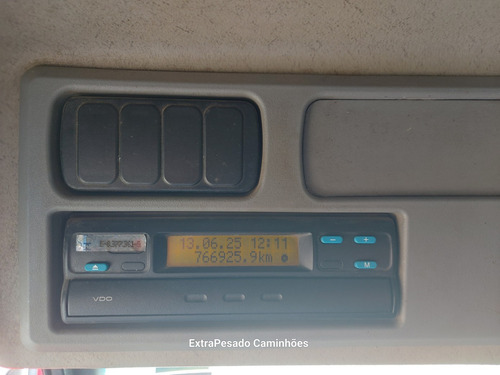 13.06.25 12:11
766925.9km
- +
M
VDO
ExtraPesado Caminhões